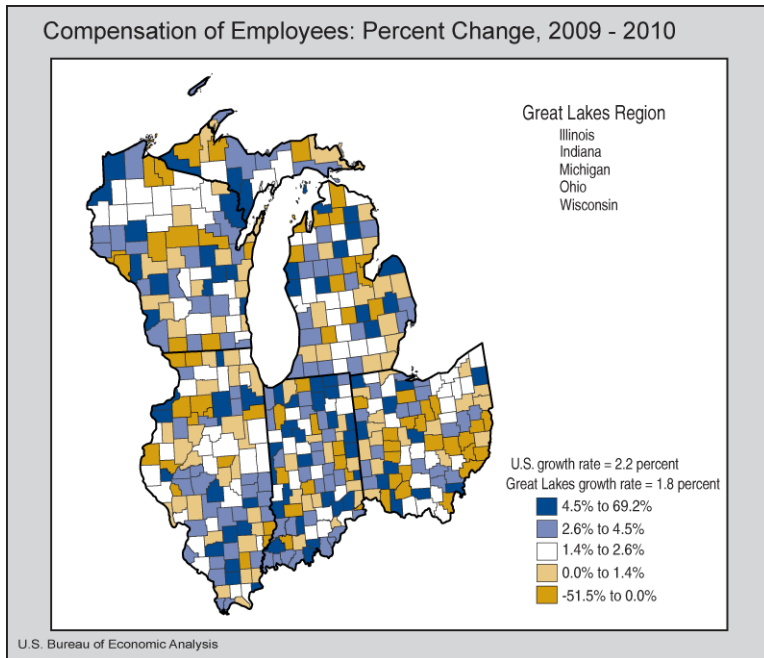 Compensation of Employees: Percent Change, 2009 - 2010
Great Lakes Region
Illinois
Indiana
Michigan
Ohio
Wisconsin
U.S. growth rate = 2.2 percent
Great Lakes growth rate = 1.8 percent
4.5% to 69.2%
2.6% to 4.5%
1.4% to 2.6%
0.0% to 1.4%
-51.5% to 0.0%
U.S. Bureau of Economic Analysis